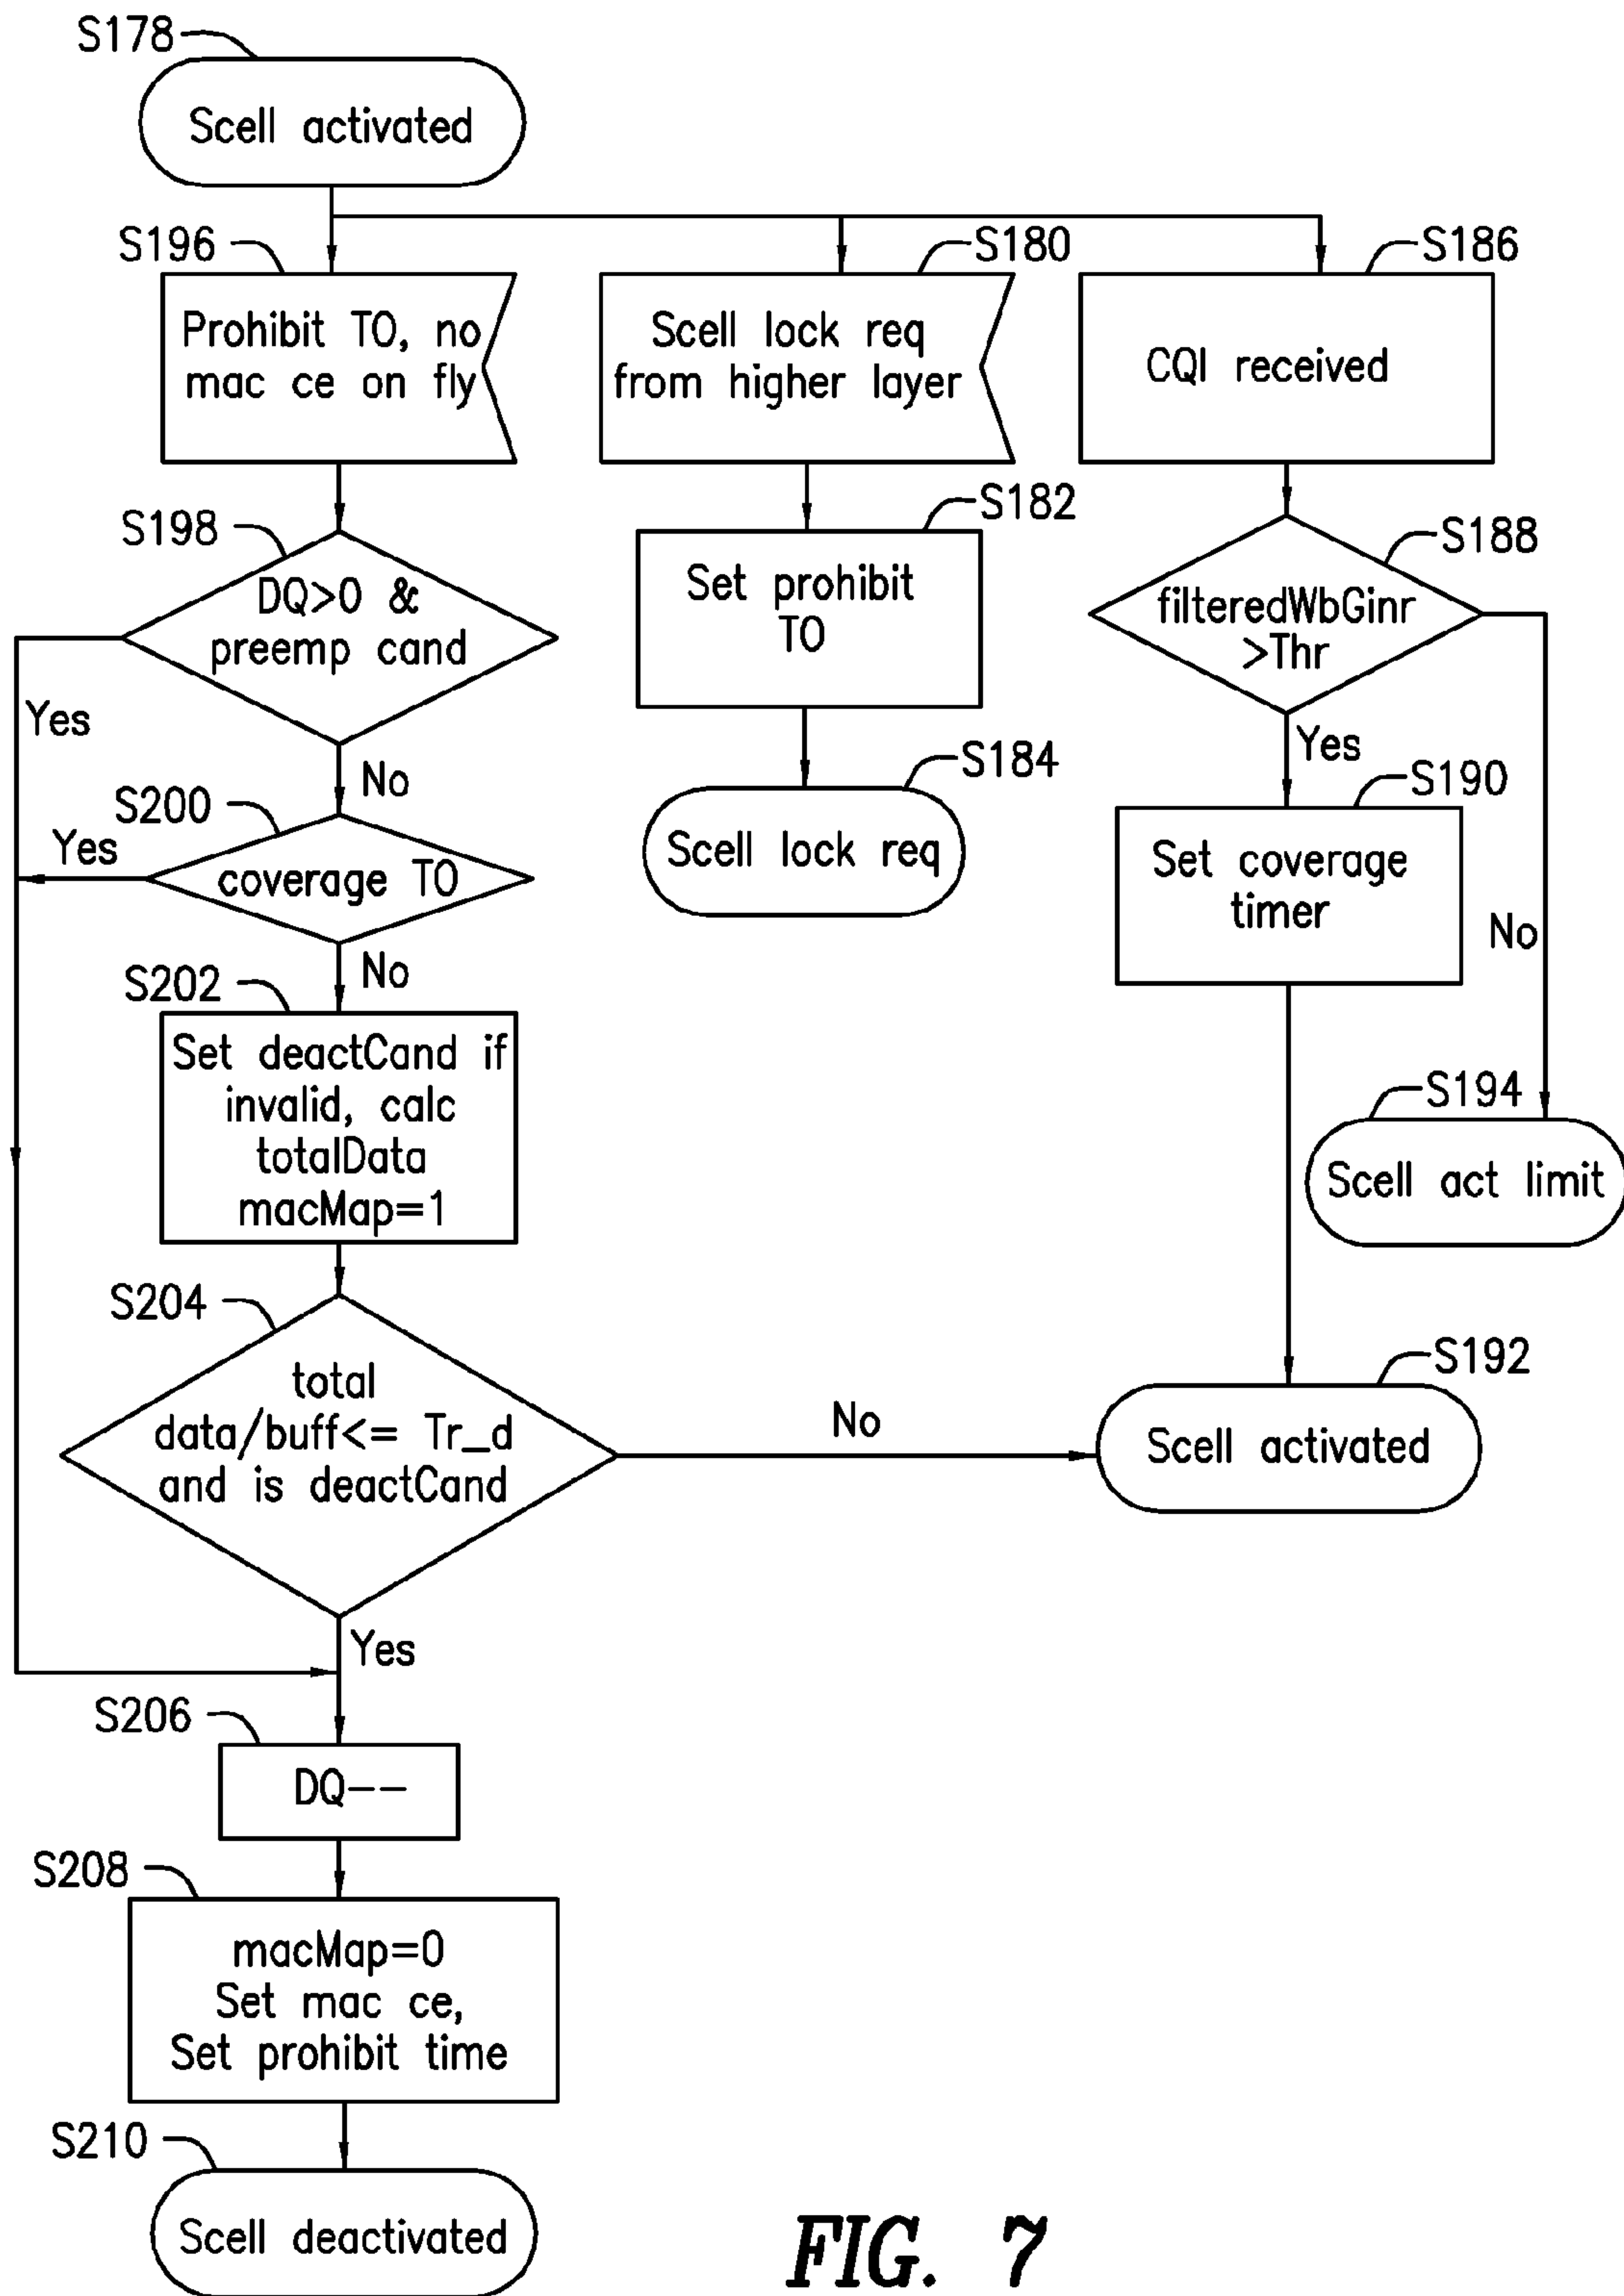 S178
Scell activated
S196
S180
S186
Prohibit TO, no
mac ce on fly
Scell lock req
from higher layer
CQI received
S198
S182
S188
DQ>0 &
preemp cand
Set prohibit
TO
filteredWbGinr
>Thr
Yes
No
Yes
S184
S190
S200
Yes
coverage TO
Scell lock req
Set coverage
timer
No
No
S202
Set deactCand if
invalid, calc
totalData
macMap=1
S194
Scell act limit
S204
total
data/buff<= Tr_d
and is deactCand
No
S192
Scell activated
Yes
S206
DQ--
S208
macMap=0
Set mac ce,
Set prohibit time
S210
Scell deactivated
FIG. 7